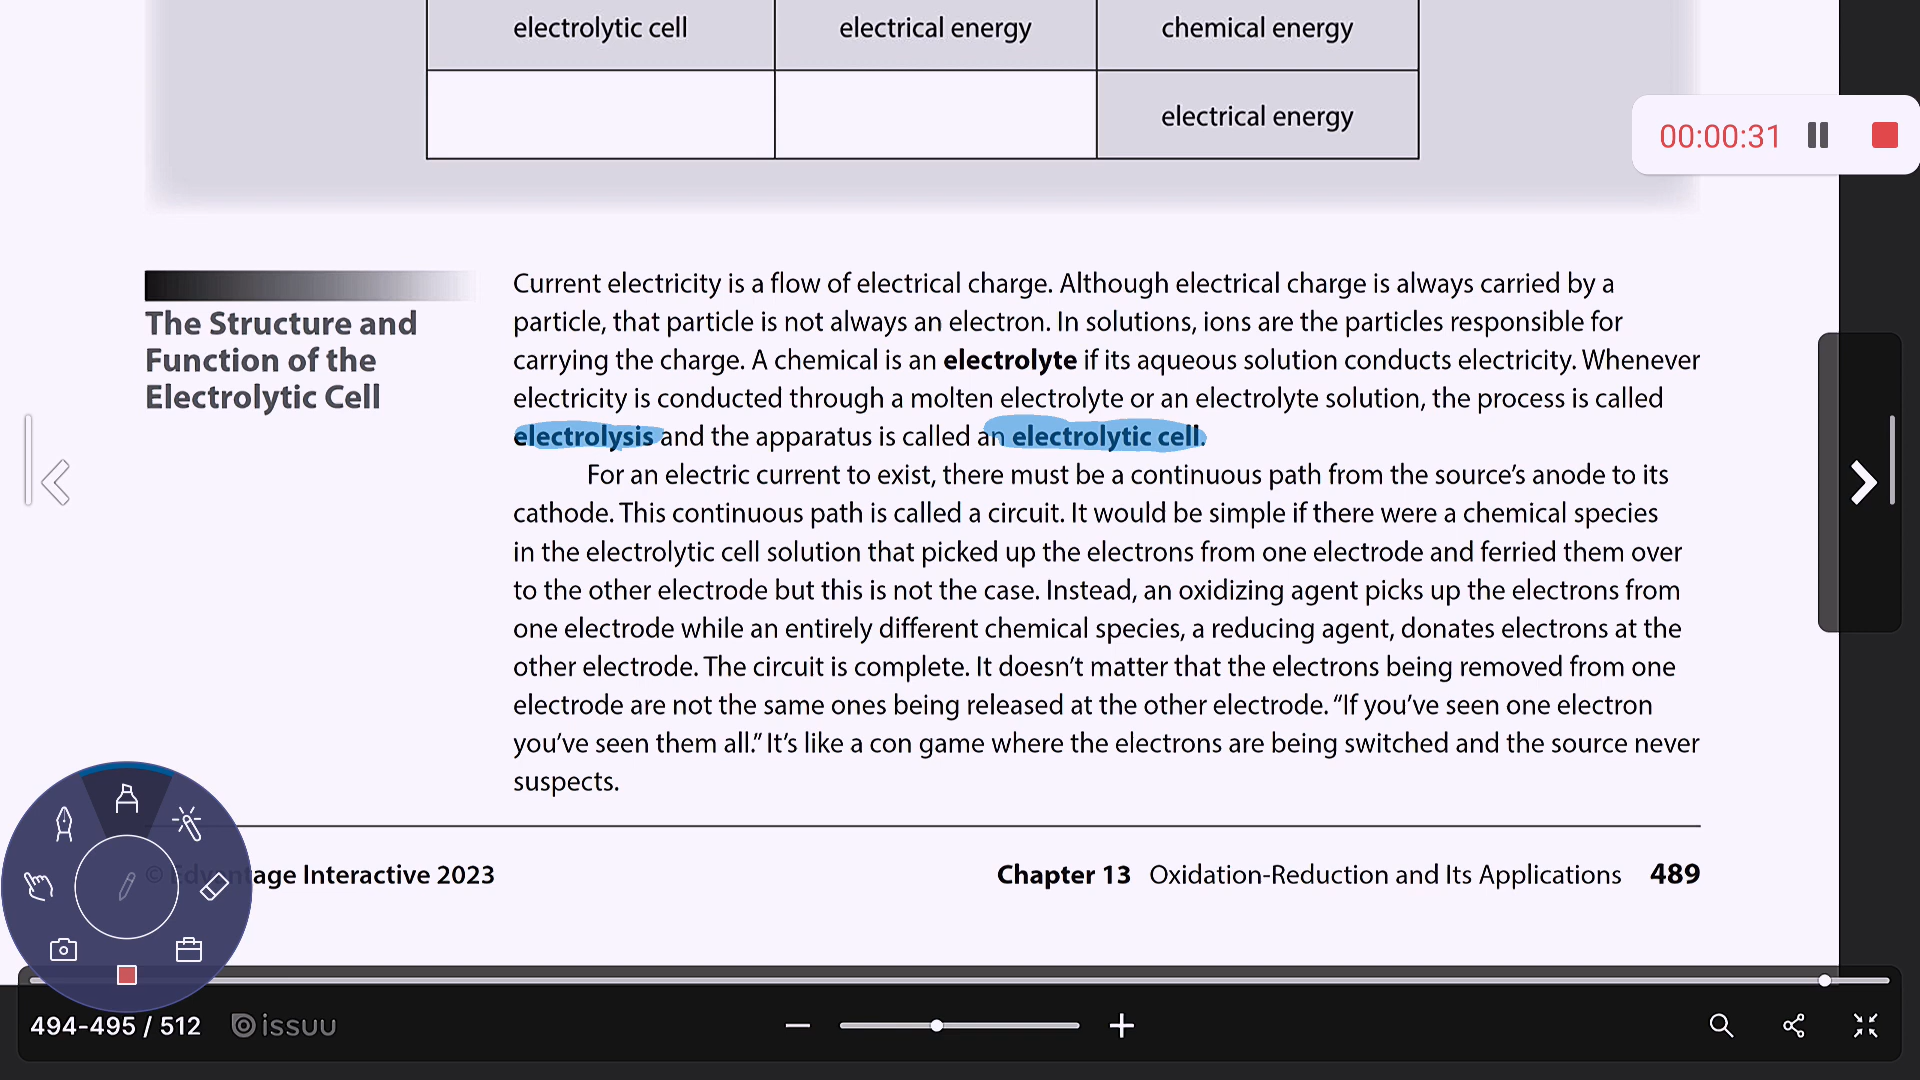 electrolytic cell electrical energy chemical energy
electrical energy
00:00:31
The Structure and
Function of the
Electrolytic Cell
Current electricity is a flow of electrical charge. Although electrical charge is always carried by a
particle, that particle is not always an electron. In solutions, ions are the particles responsible for
carrying the charge. A chemical is an electrolyte if its aqueous solution conducts electricity. Whenever
electricity is conducted through a molten electrolyte or an electrolyte solution, the process is called
electrolysis and the apparatus is called an electrolytic cell.
For an electric current to exist, there must be a continuous path from the source’s anode to its
cathode. This continuous path is called a circuit. It would be simple if there were a chemical species
in the electrolytic cell solution that picked up the electrons from one electrode and ferried them over
to the other electrode but this is not the case. Instead, an oxidizing agent picks up the electrons from
one electrode while an entirely different chemical species, a reducing agent, donates electrons at the
other electrode. The circuit is complete. It doesn’t matter that the electrons being removed from one
electrode are not the same ones being released at the other electrode. “If you’ve seen one electron
you’ve seen them all.” It’s like a con game where the electrons are being switched and the source never
suspects.
© Edvantage Interactive 2023
Chapter 13 Oxidation-Reduction and Its Applications 489
494-495 / 512 issuu